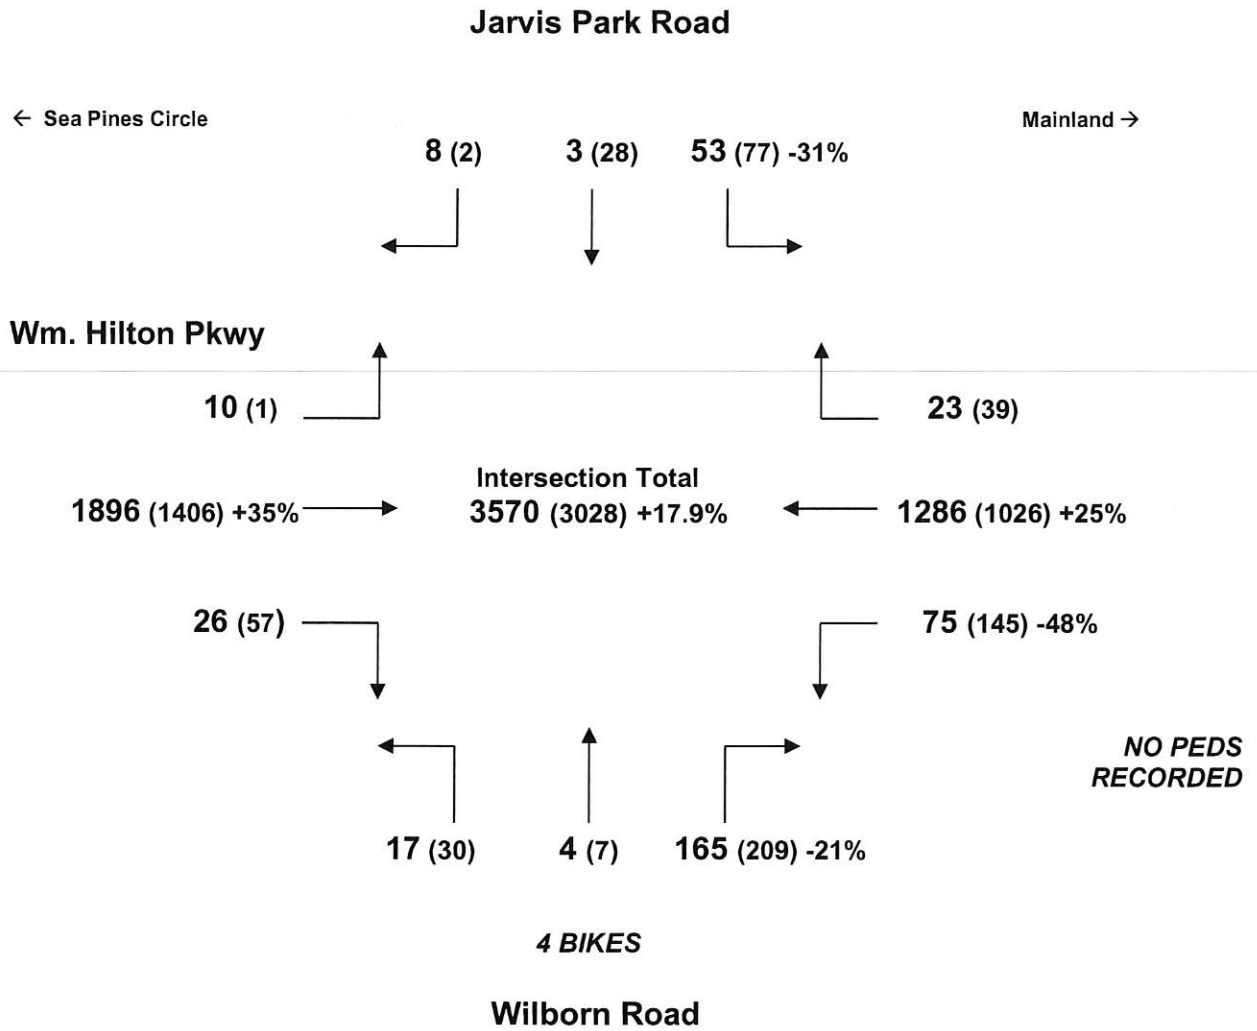 Jarvis Park Road
← Sea Pines Circle
Mainland →
8 (2)
3 (28)
53 (77) -31%
Wm. Hilton Pkwy
10 (1)
23 (39)
Intersection Total
1896 (1406) +35%
3570 (3028) +17.9%
1286 (1026) +25%
26 (57)
75 (145) -48%
NO PEDS
RECORDED
17 (30)
4 (7)
165 (209) -21%
4 BIKES
Wilborn Road